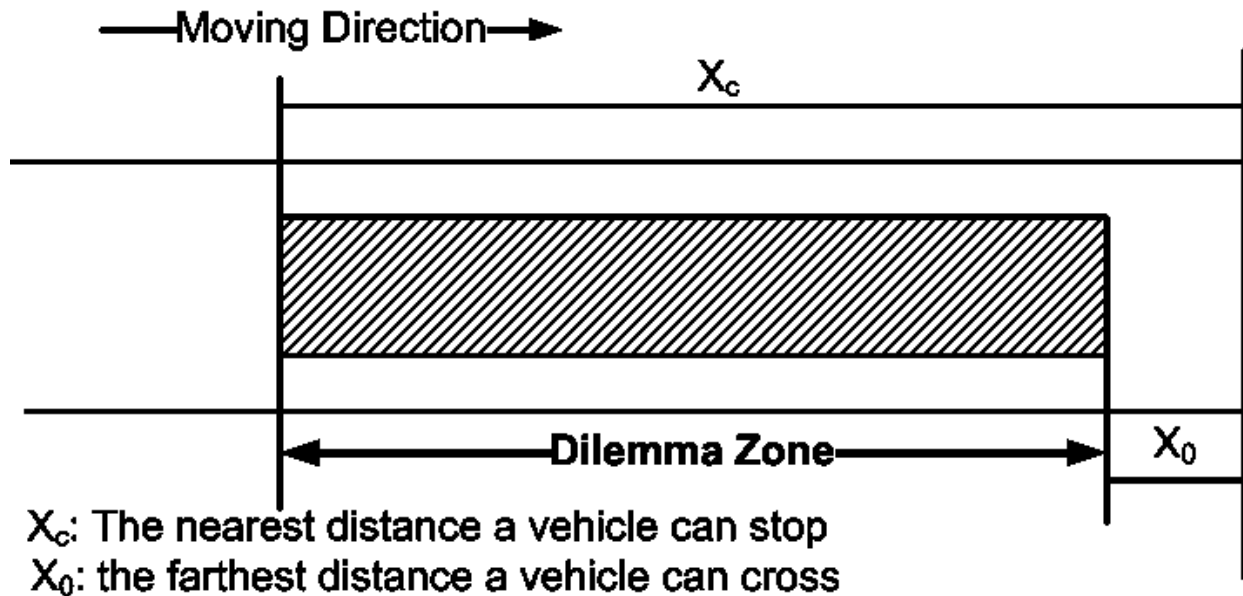 Moving Direction
Xc
Dilemma Zone
X0
Xc: The nearest distance a vehicle can stop
X0: the farthest distance a vehicle can cross